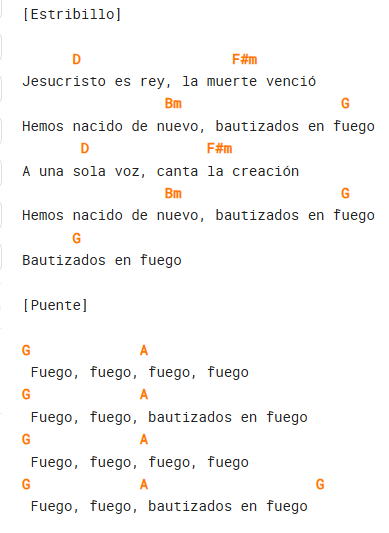 [Estribillo]
D F#m
Jesucristo es rey, la muerte venció
Bm G
Hemos nacido de nuevo, bautizados en fuego
D F#m
A una sola voz, canta la creación
Bm G
Hemos nacido de nuevo, bautizados en fuego
G
Bautizados en fuego
[Puente]
G A
Fuego, fuego, fuego, fuego
G A
Fuego, fuego, bautizados en fuego
G A
Fuego, fuego, fuego, fuego
G A G
Fuego, fuego, bautizados en fuego